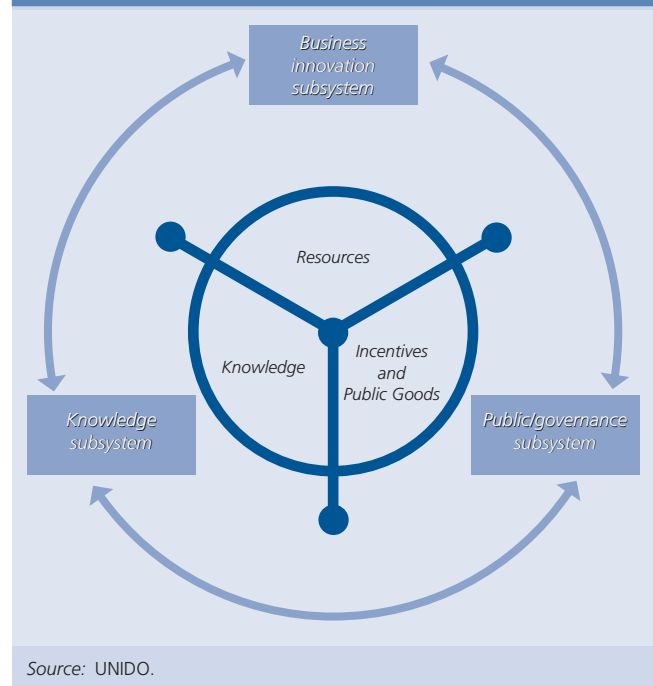 Business
innovation
subsystem
Resources
Knowledge
Incentives
and
Public Goods
Knowledge
subsystem
Public/governance
subsystem
Source: UNIDO.